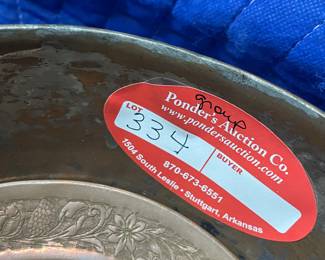 group
Ponder's Auction Co.
www.pondersauction.com
LOT
334
BUYER
870-673-6551
1504 South Leslie • Stuttgart, Arkansas